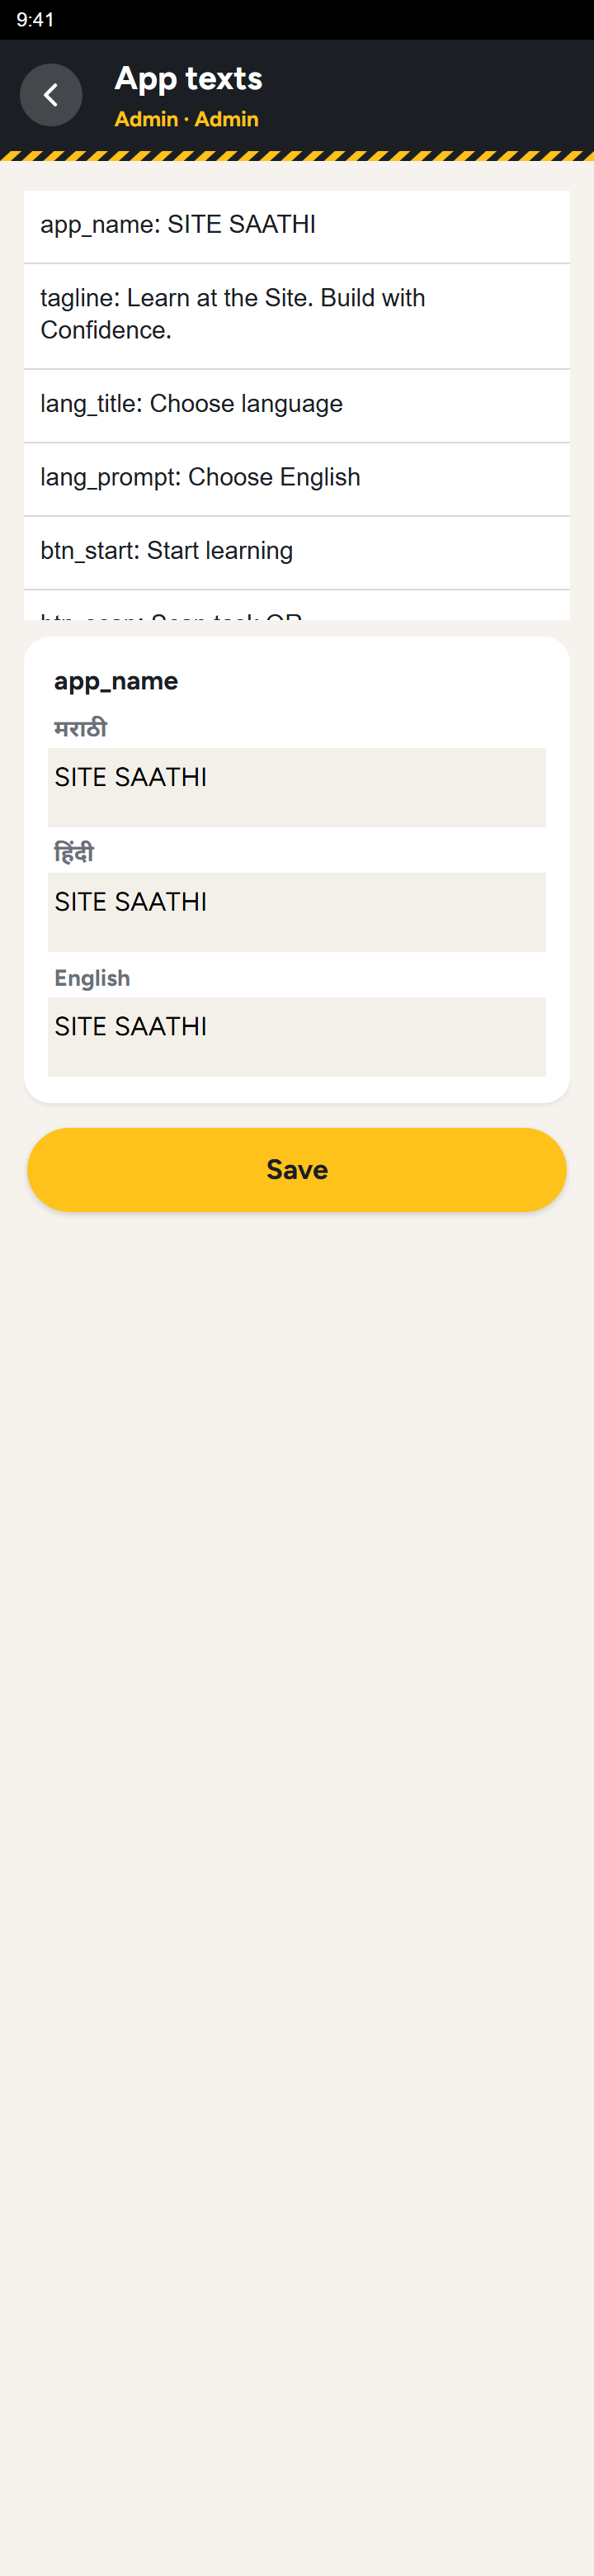 9:41
App texts
Admin · Admin
app_name: SITE SAATHI
tagline: Learn at the Site. Build with
Confidence.
lang_title: Choose language
lang_prompt: Choose English
btn_start: Start learning
app_name
मराठी
SITE SAATHI
हिंदी
SITE SAATHI
English
SITE SAATHI
Save